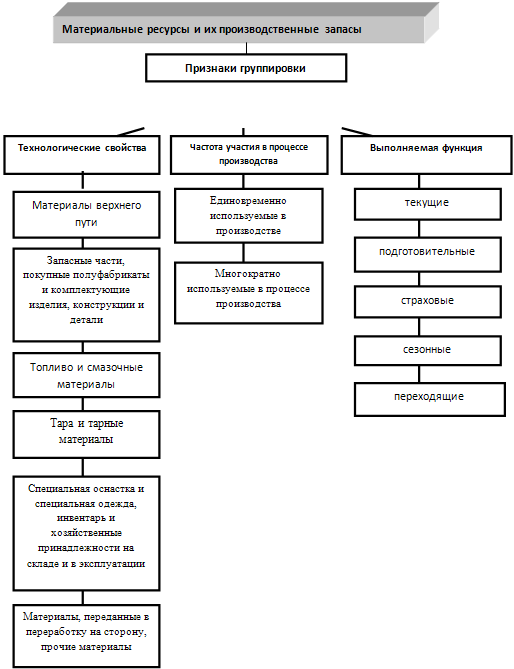 Материальные ресурсы и их производственные запасы
Признаки группировки
Технологические свойства
Материалы верхнего
пути
Запасные части,
покупные полуфабрикаты
и комплектующие
изделия, конструкции и
детали
Топливо и смазочные
материалы
Тара и тарные
материалы
Специальная оснастка и
специальная одежда,
инвентарь и
хозяйственные
принадлежности на
складе и в эксплуатации
Материалы, переданные в
переработку на сторону,
прочие материалы
Частота участия в процессе
производства
Единовременно
используемые в
производстве
Многократно
используемые в процессе
производства
Выполняемая функция
текущие
подготовительные
страховые
сезонные
переходящие